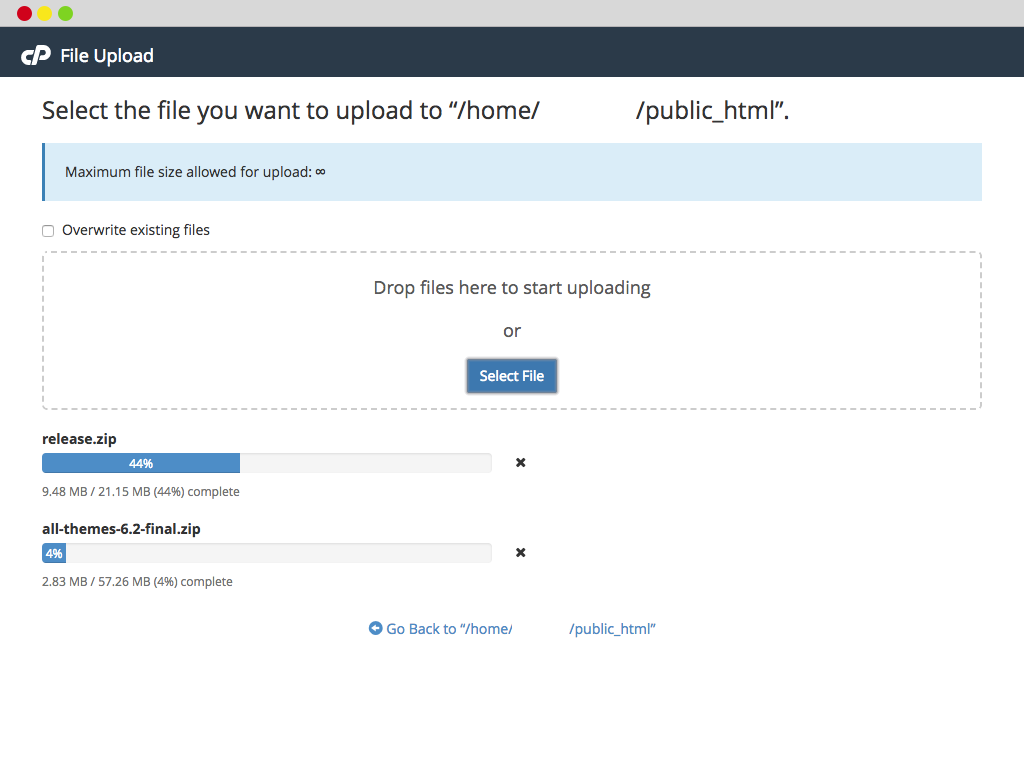 cP File Upload
Select the file you want to upload to “/home/ /public_html”.
Maximum file size allowed for upload: ∞
Overwrite existing files
Drop files here to start uploading
or
Select File
release.zip
44%
9.48 MB / 21.15 MB (44%) complete
all-themes-6.2-final.zip
4%
2.83 MB / 57.26 MB (4%) complete
Go Back to “/home/ /public_html”